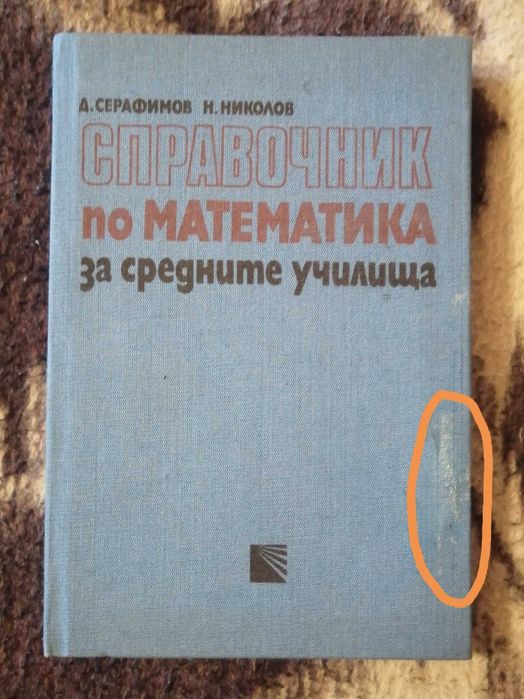 Д. СЕРАФИМОВ Н. НИКОЛОВ
СПРАВОЧНИК
по МАТЕМАТИКА
за средните училища